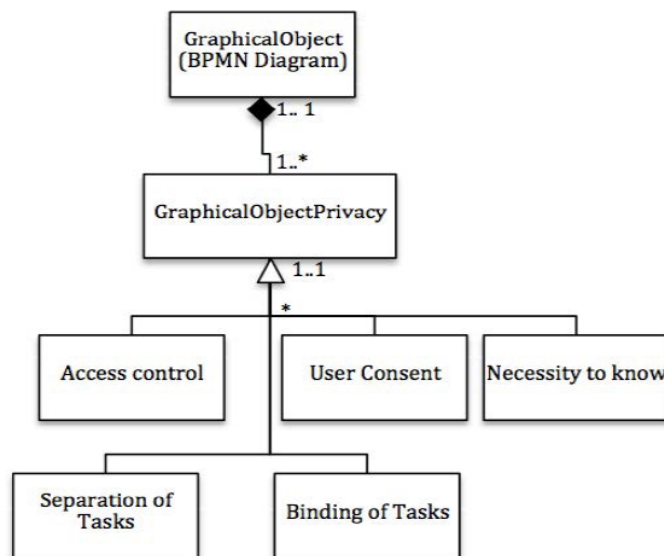 GraphicalObject
(BPMN Diagram)
1.. 1
1..*
GraphicalObjectPrivacy
1..1
*
Access control
User Consent
Necessity to know
Separation of
Tasks
Binding of Tasks